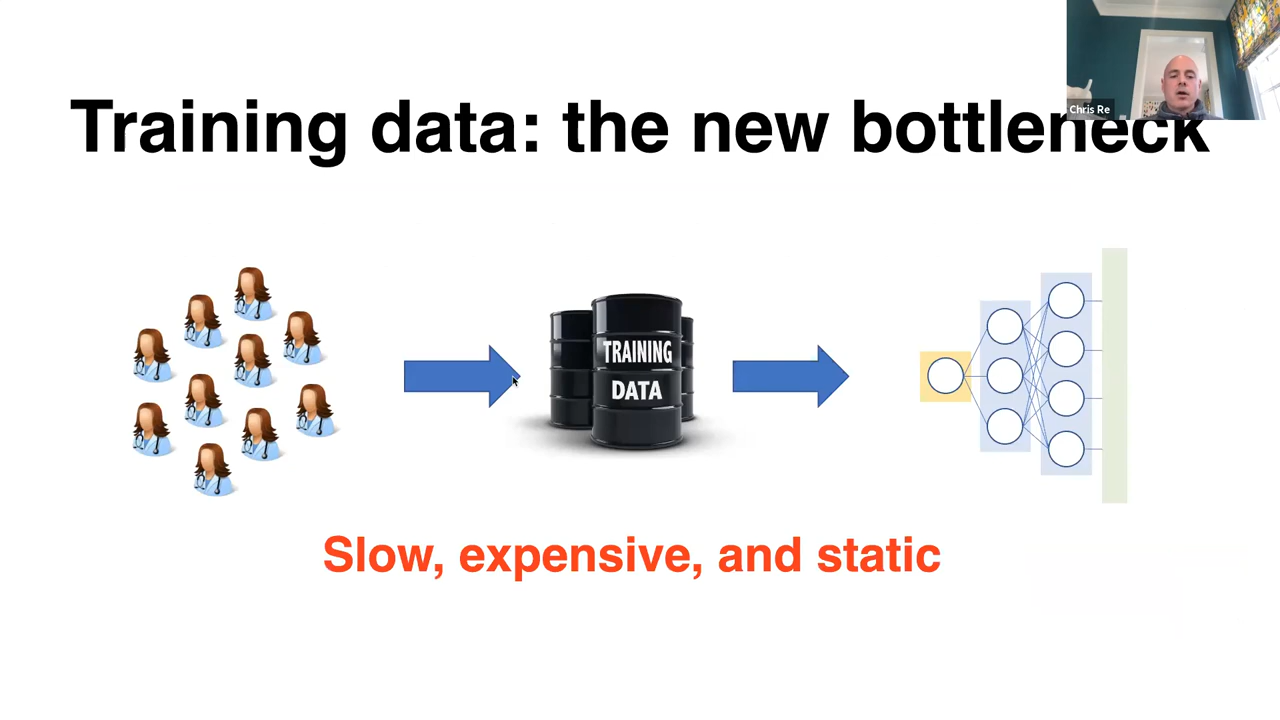 Training data: the new bottleneck
Chris Re
TRAINING
DATA
Slow, expensive, and static